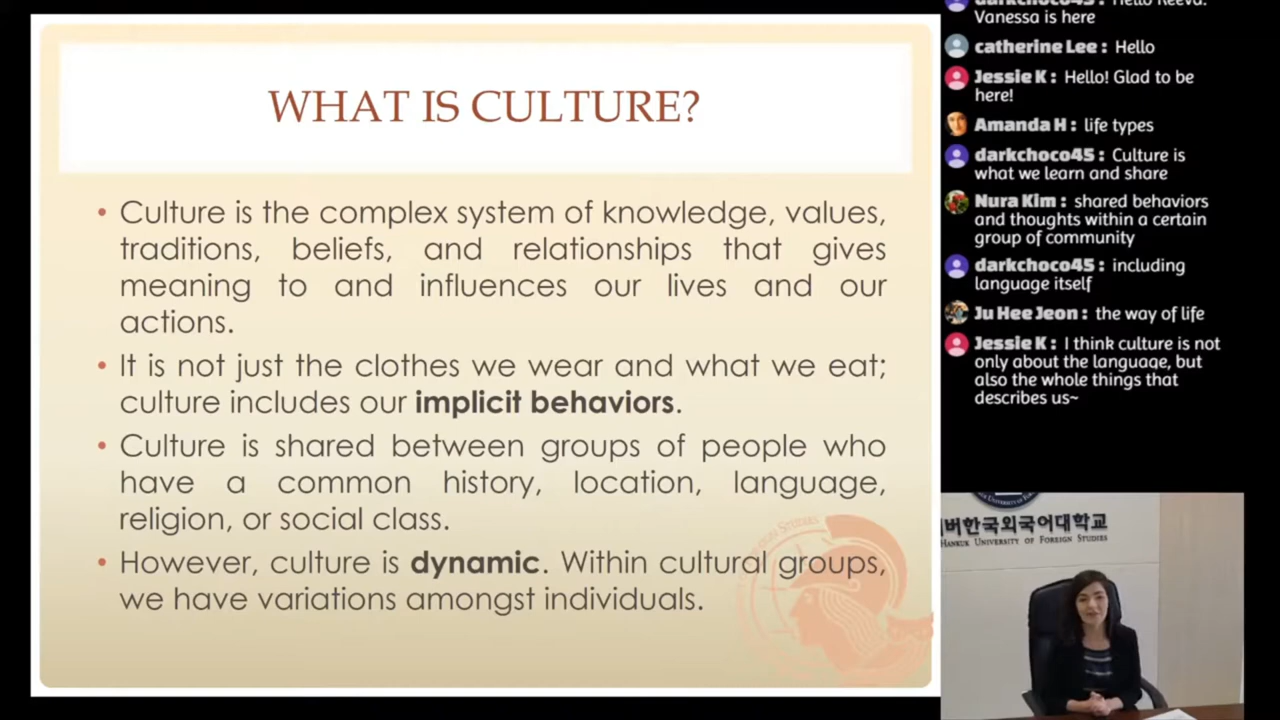 WHAT IS CULTURE?
• Culture is the complex system of knowledge, values,
traditions, beliefs, and relationships that gives
meaning to and influences our lives and our
actions.
• It is not just the clothes we wear and what we eat;
culture includes our implicit behaviors.
• Culture is shared between groups of people who
have a common history, location, language,
religion, or social class.
• However, culture is dynamic. Within cultural groups,
we have variations amongst individuals.
Vanessa is here
catherine Lee : Hello
Jessie K : Hello! Glad to be
here!
Amanda H : life types
darkchoco45 : Culture is
what we learn and share
Nura Kim : shared behaviors
and thoughts within a certain
group of community
darkchoco45 : including
language itself
Ju Hee Jeon : the way of life
Jessie K : I think culture is not
only about the language, but
also the whole things that
describes us~
버한국외국어대학교
HANKUK UNIVERSITY OF FOREIGN STUDIES